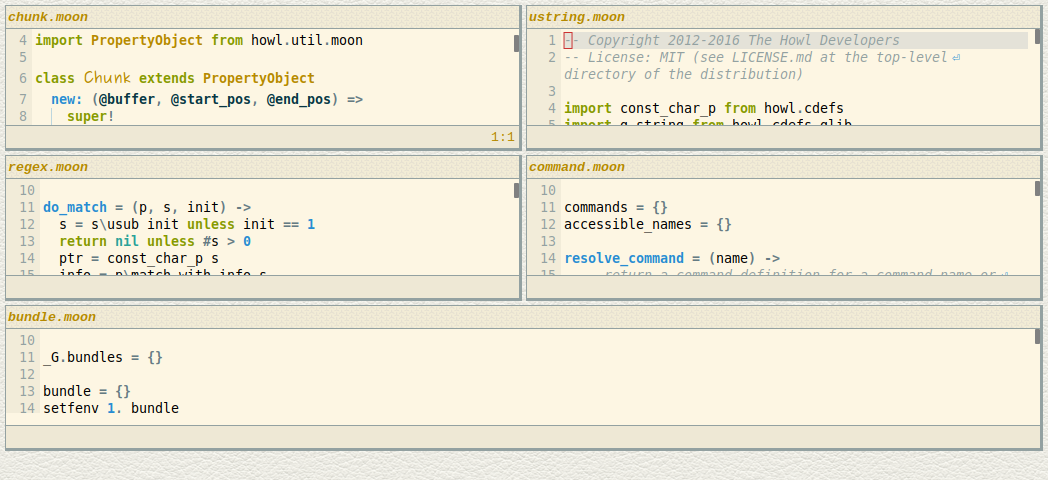 chunk.moon
4 import PropertyObject from howl.util.moon
5
6 class Chunk extends PropertyObject
7 new: (@buffer, @start_pos, @end_pos) =>
8 super!
1:1
ustring.moon
1 -- Copyright 2012-2016 The Howl Developers
2 -- License: MIT (see LICENSE.md at the top-level ⏎
directory of the distribution)
3
4 import const_char_p from howl.cdefs
5 import g_string from howl.cdefs.glib
regex.moon
10
11 do_match = (p, s, init) ->
12 s = s\usub init unless init == 1
13 return nil unless #s > 0
14 ptr = const_char_p s
15 info = p\match_with_info s
command.moon
10
11 commands = {}
12 accessible_names = {}
13
14 resolve_command = (name) ->
15 -- return a command definition for a command name or ⏎
bundle.moon
10
11 _G.bundles = {}
12
13 bundle = {}
14 setfenv 1, bundle